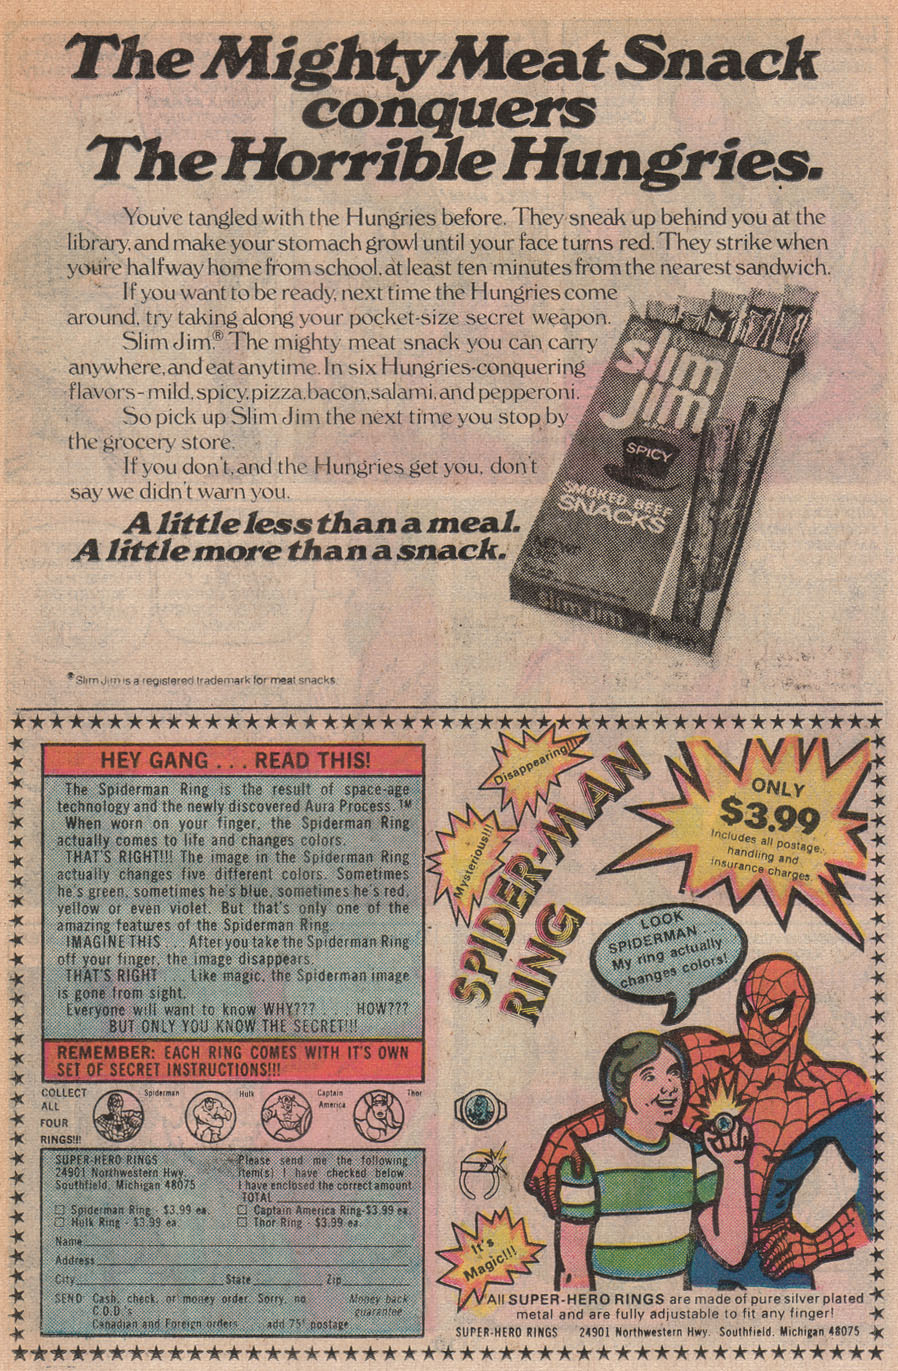 The Mighty Meat Snack
conquers
The Horrible Hungries.
You've tangled with the Hungries before. They sneak up behind you at the
library, and make your stomach growl until your face turns red. They strike when
you're halfway home from school, at least ten minutes from the nearest sandwich.
If you want to be ready, next time the Hungries come
around, try taking along your pocket-size secret weapon.
Slim Jim.® The mighty meat snack you can carry
anywhere, and eat anytime. In six Hungries-conquering
flavors- mild, spicy, pizza, bacon, salami, and pepperoni.
So pick up Slim Jim the next time you stop by
the grocery store.
If you don't, and the Hungries get you, don't
say we didn't warn you.
A little less than a meal.
A little more than a snack.
slim
jim
BRAND
SPICY
SMOKED BEEF
SNACKS
slim jim
®Slim Jim is a registered trademark for meat snacks.
HEY GANG . . . READ THIS!
The Spiderman Ring is the result of space-age
technology and the newly discovered Aura Process.™
When worn on your finger, the Spiderman Ring
actually comes to life and changes colors.
THAT'S RIGHT!!! The image in the Spiderman Ring
actually changes five different colors. Sometimes
he's green, sometimes he's blue, sometimes he's red,
yellow or even violet. But that's only one of the
amazing features of the Spiderman Ring.
IMAGINE THIS . . . After you take the Spiderman Ring
off your finger, the image disappears.
THAT'S RIGHT . . . Like magic, the Spiderman image
is gone from sight.
Everyone will want to know WHY??? . . . HOW???
BUT ONLY YOU KNOW THE SECRET!!!
REMEMBER: EACH RING COMES WITH IT'S OWN
SET OF SECRET INSTRUCTIONS!!!
COLLECT
ALL
FOUR
RINGS!!!
Spiderman
Hulk
Captain
America
Thor
SUPER-HERO RINGS
24901 Northwestern Hwy.
Southfield, Michigan 48075
Please send me the following
item(s) I have checked below.
I have enclosed the correct amount
TOTAL
☐ Spiderman Ring - $3.99 ea.
☐ Hulk Ring - $3.99 ea.
☐ Captain America Ring-$3.99 ea.
☐ Thor Ring - $3.99 ea.
Name
Address
City State Zip
SEND Cash, check, or money order. Sorry, no
C.O.D.'s
Money back
guarantee
Canadian and Foreign orders add 75¢ postage
Disappearing!!!
Mysterious!!!
SPIDER-MAN
RING
ONLY
$3.99
Includes all postage,
handling and
insurance charges.
LOOK
SPIDERMAN . . .
My ring actually
changes colors!
It's
Magic!!!
All SUPER-HERO RINGS are made of pure silver plated
metal and are fully adjustable to fit any finger!
SUPER-HERO RINGS 24901 Northwestern Hwy. Southfield, Michigan 48075